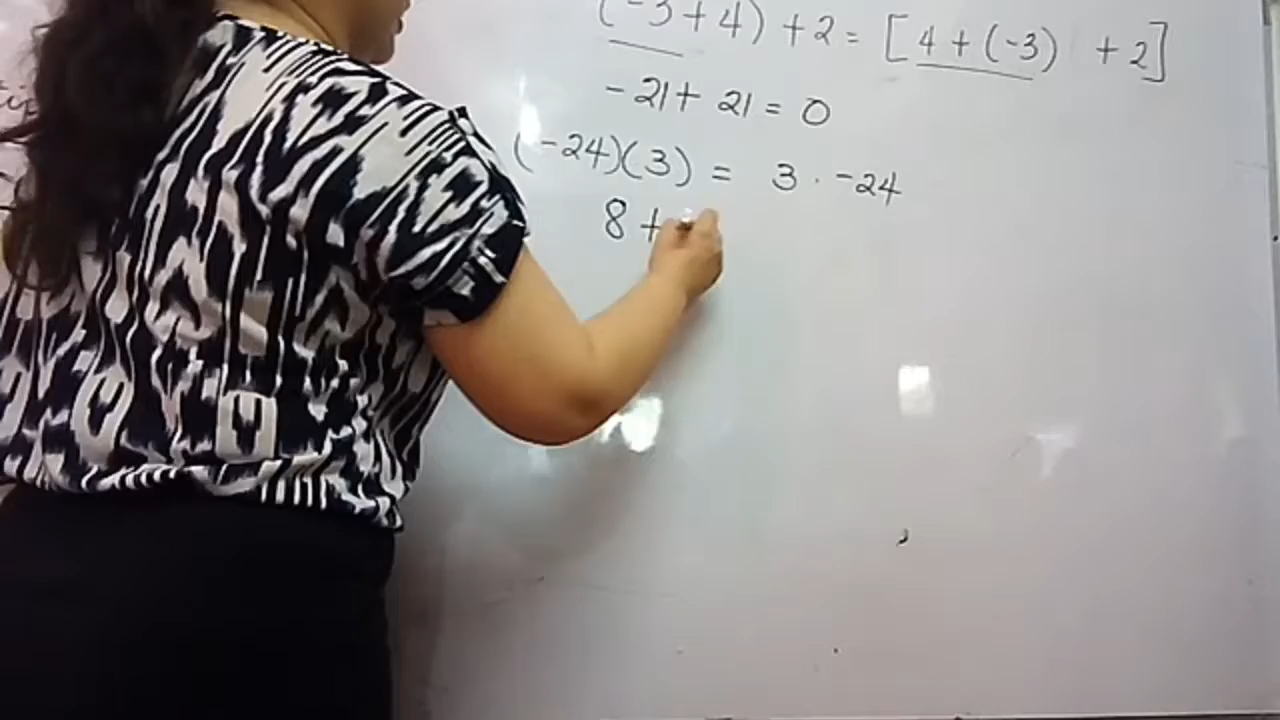 (-3+4) +2 = [4+(-3) +2]
-21+ 21 = 0
(-24)(3) = 3 · -24
8 +